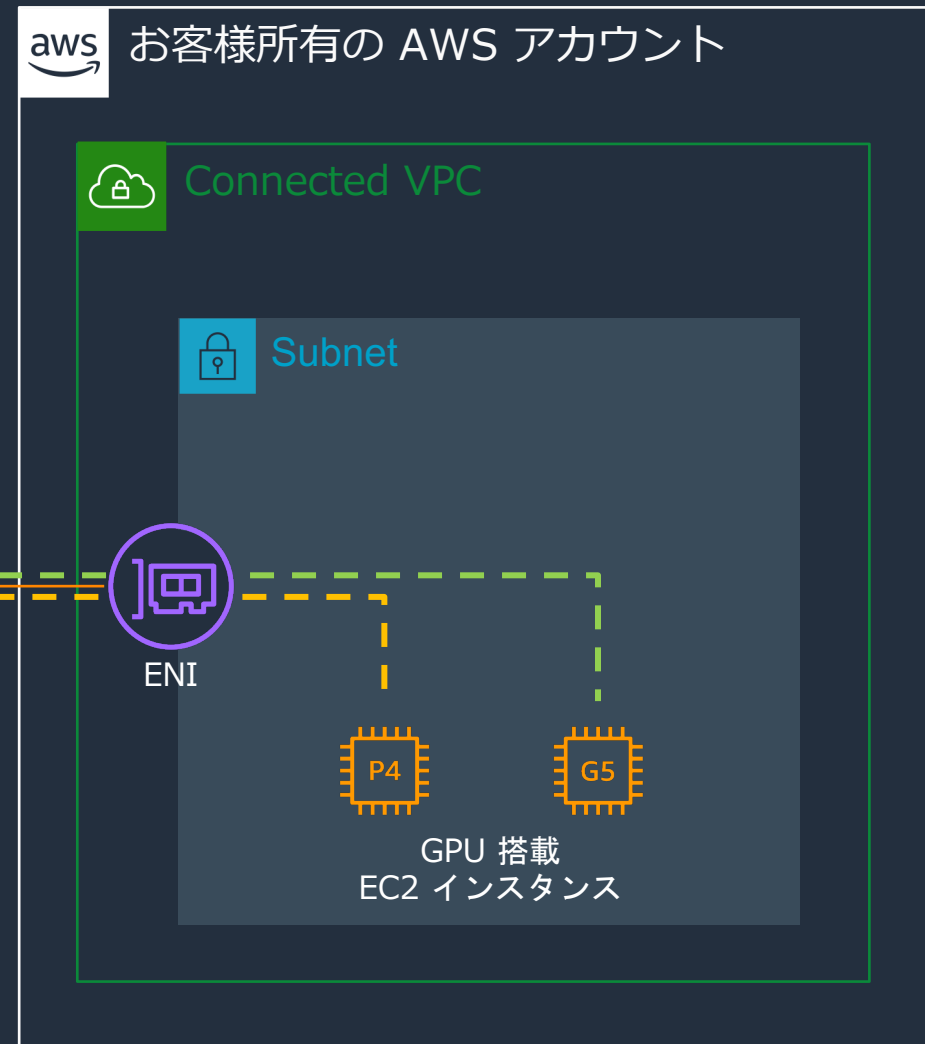 aws
お客様所有の AWS アカウント
Connected VPC
Subnet
ENI
P4
G5
GPU 搭載
EC2 インスタンス